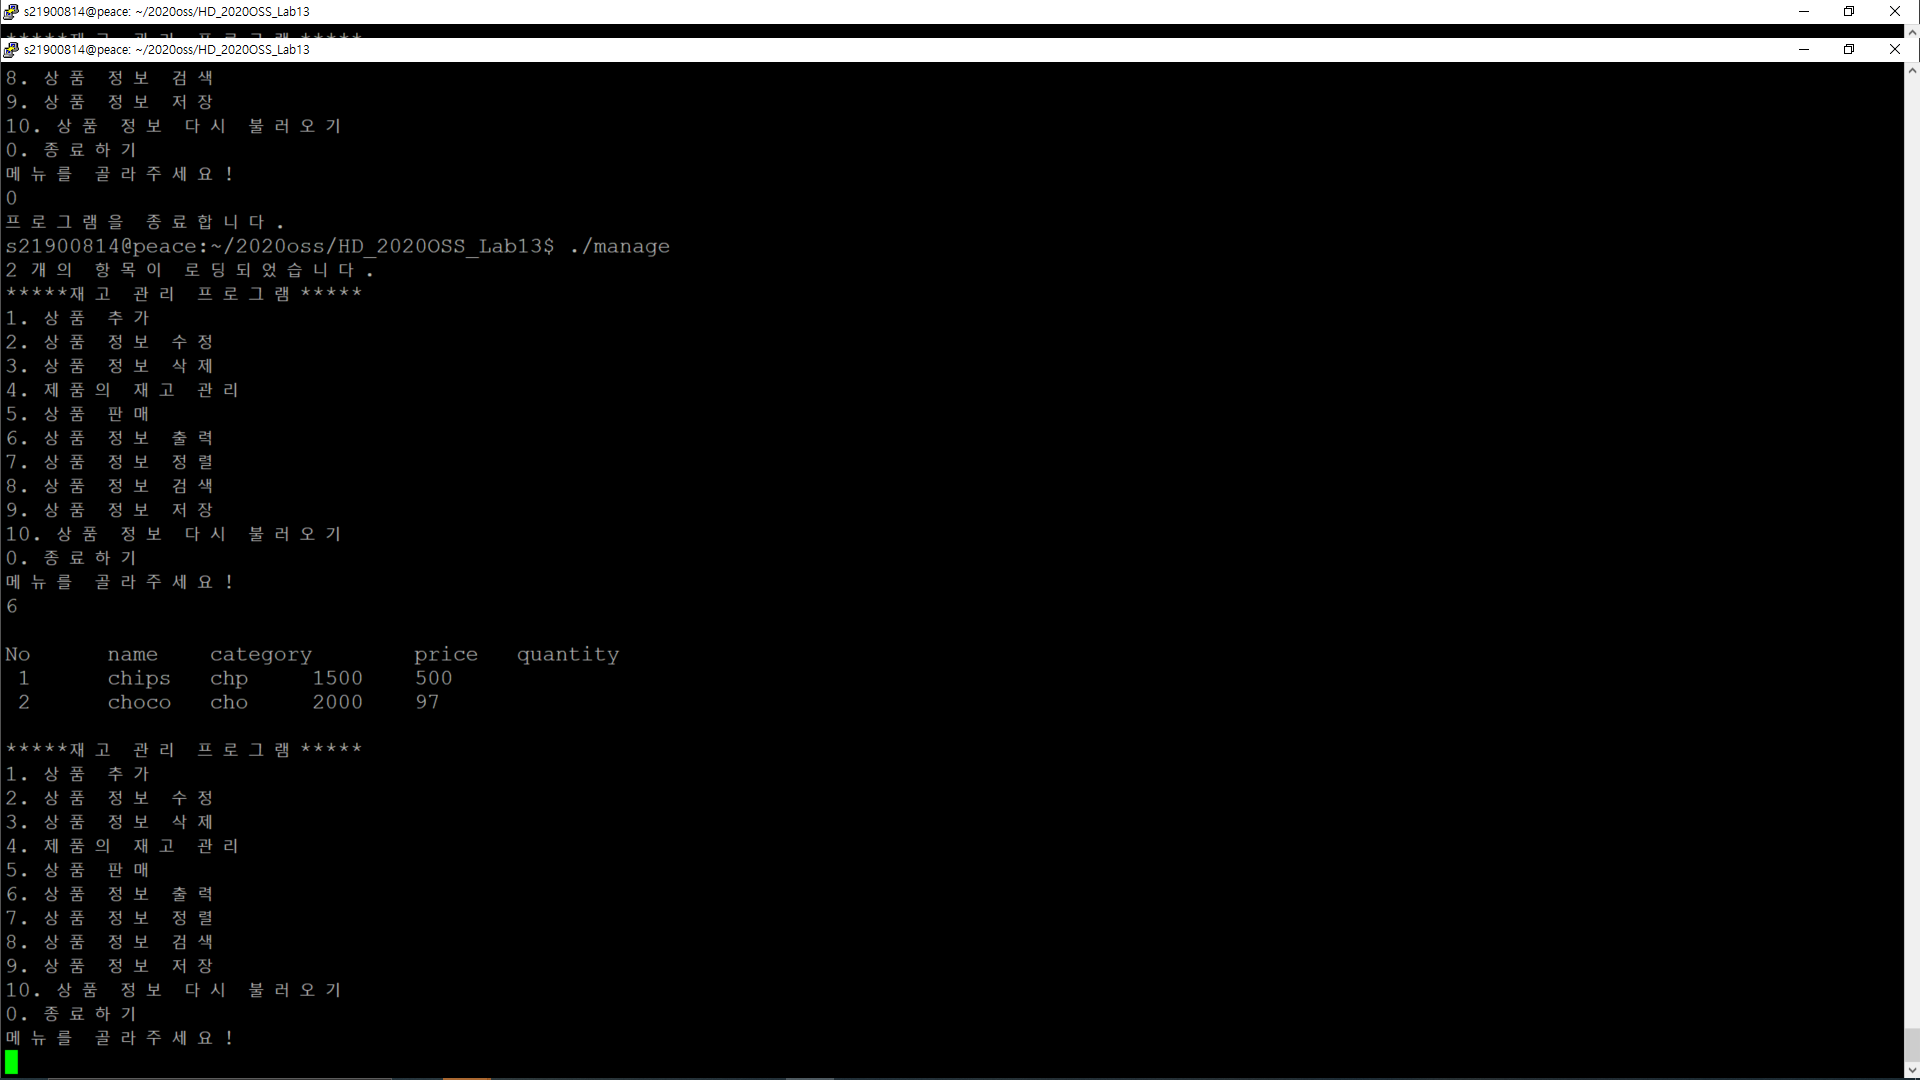 s21900814@peace: ~/2020oss/HD_2020OSS_Lab13
*****재고 관리 프로그램*****
s21900814@peace: ~/2020oss/HD_2020OSS_Lab13
8. 상품 정보 검색
9. 상품 정보 저장
10. 상품 정보 다시 불러오기
0. 종료하기
메뉴를 골라주세요!
0
프로그램을 종료합니다.
s21900814@peace:~/2020oss/HD_2020OSS_Lab13$ ./manage
2 개의 항목이 로딩되었습니다.
*****재고 관리 프로그램*****
1. 상품 추가
2. 상품 정보 수정
3. 상품 정보 삭제
4. 제품의 재고 관리
5. 상품 판매
6. 상품 정보 출력
7. 상품 정보 정렬
8. 상품 정보 검색
9. 상품 정보 저장
10. 상품 정보 다시 불러오기
0. 종료하기
메뉴를 골라주세요!
6
No name category price quantity
1 chips chp 1500 500
2 choco cho 2000 97
*****재고 관리 프로그램*****
1. 상품 추가
2. 상품 정보 수정
3. 상품 정보 삭제
4. 제품의 재고 관리
5. 상품 판매
6. 상품 정보 출력
7. 상품 정보 정렬
8. 상품 정보 검색
9. 상품 정보 저장
10. 상품 정보 다시 불러오기
0. 종료하기
메뉴를 골라주세요!